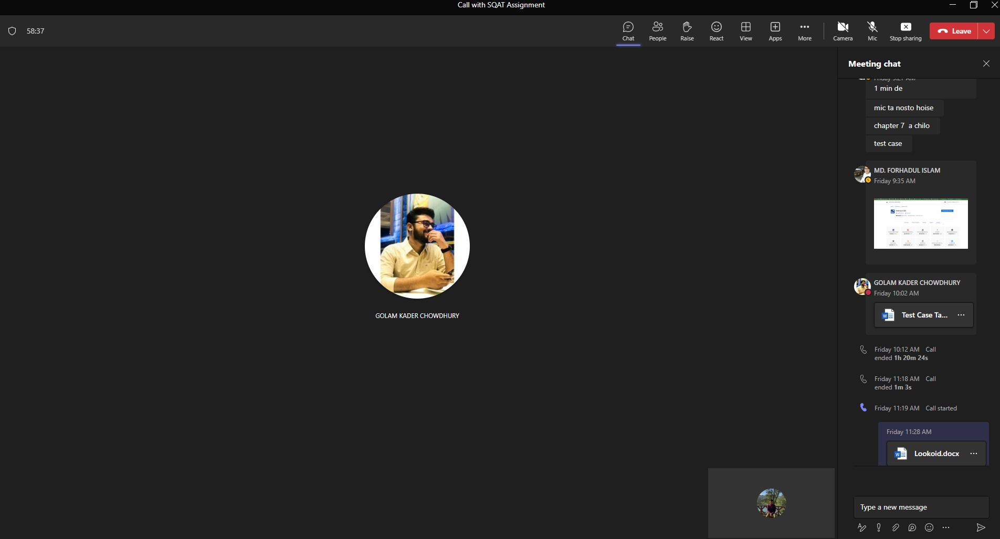 Call with SQAT Assignment
58:37
Chat
People
Raise
React
View
Apps
More
Camera
Mic
Stop sharing
Leave
Meeting chat
Friday 9:27 AM
1 min de
mic ta nosto hoise
chapter 7 a chilo
test case
MD. FORHADUL ISLAM
Friday 9:35 AM
GOLAM KADER CHOWDHURY
Friday 10:02 AM
Test Case Ta...
Friday 10:12 AM Call
ended 1h 20m 24s
Friday 11:18 AM Call
ended 1m 3s
Friday 11:19 AM Call started
Friday 11:28 AM
Lookoid.docx
Type a new message
GOLAM KADER CHOWDHURY